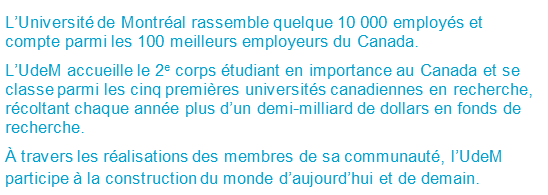 L'Université de Montréal rassemble quelque 10 000 employés et
compte parmi les 100 meilleurs employeurs du Canada.
L'UdeM accueille le 2e corps étudiant en importance au Canada et se
classe parmi les cinq premières universités canadiennes en recherche,
récoltant chaque année plus d'un demi-milliard de dollars en fonds de
recherche.
À travers les réalisations des membres de sa communauté, l'UdeM
participe à la construction du monde d'aujourd'hui et de demain.